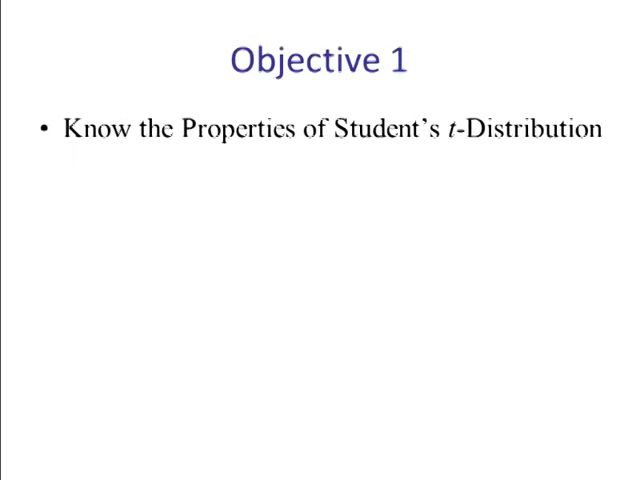 Objective 1
• Know the Properties of Student’s t-Distribution